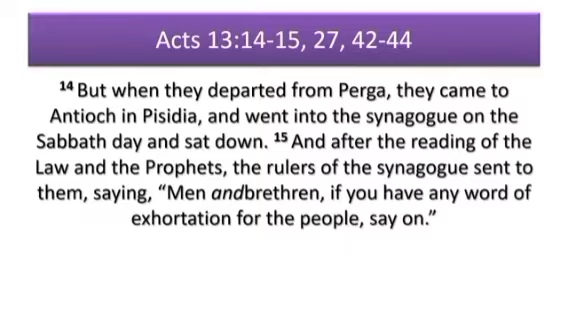 Acts 13:14-15, 27, 42-44
14 But when they departed from Perga, they came to
Antioch in Pisidia, and went into the synagogue on the
Sabbath day and sat down. 15 And after the reading of the
Law and the Prophets, the rulers of the synagogue sent to
them, saying, “Men andbrethren, if you have any word of
exhortation for the people, say on.”